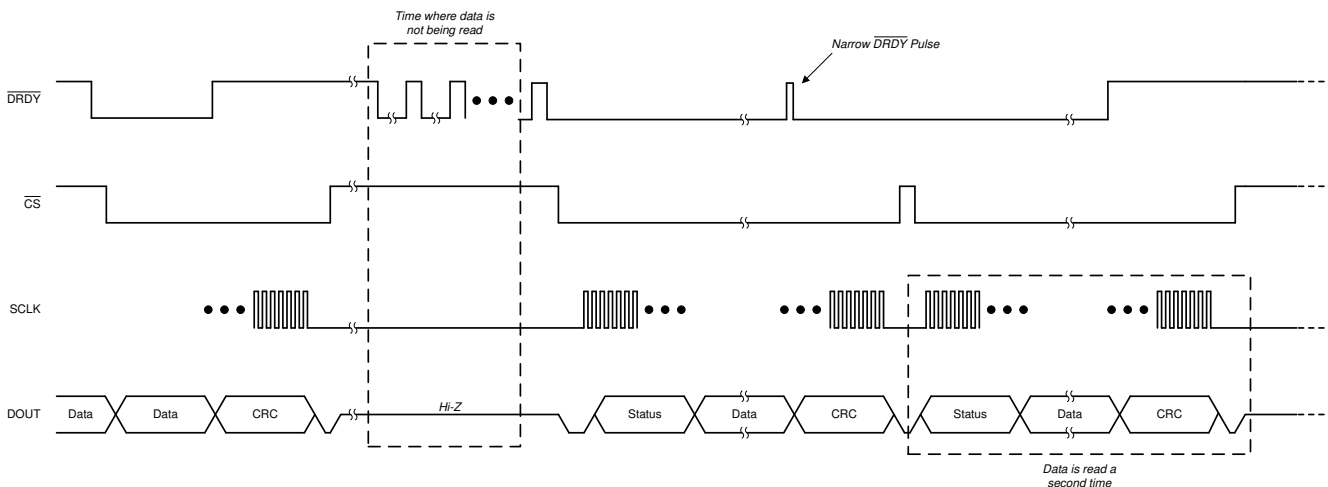 Time where data is
not being read
Narrow DRDY Pulse
DRDY
CS
SCLK
DOUT
Data
Data
CRC
Hi-Z
Status
Data
CRC
Status
Data
CRC
Data is read a
second time